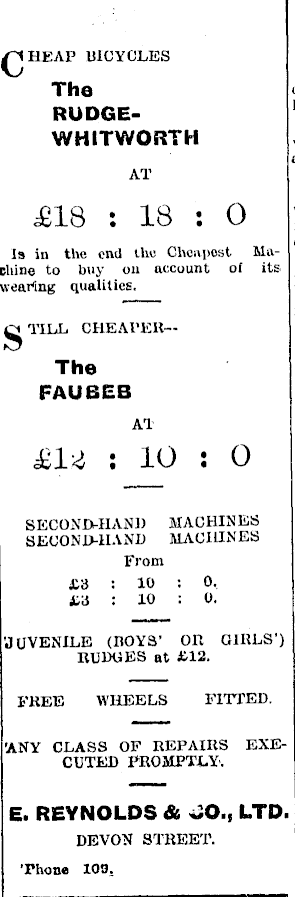 CHEAP BICYCLES
The
RUDGE-
WHITWORTH
AT
£18 : 18 : 0
Is in the end the Cheapest Ma-
chine to buy on account of its
wearing qualities.
STILL CHEAPER--
The
FAUBEB
AT
£12 : 10 : 0
SECOND-HAND MACHINES
SECOND-HAND MACHINES
From
£3 : 10 : 0.
£3 : 10 : 0.
JUVENILE (BOYS' OR GIRLS')
RUDGES at £12.
FREE WHEELS FITTED.
ANY CLASS OF REPAIRS EXE-
CUTED PROMPTLY.
E. REYNOLDS & CO., LTD.
DEVON STREET.
'Phone 109.